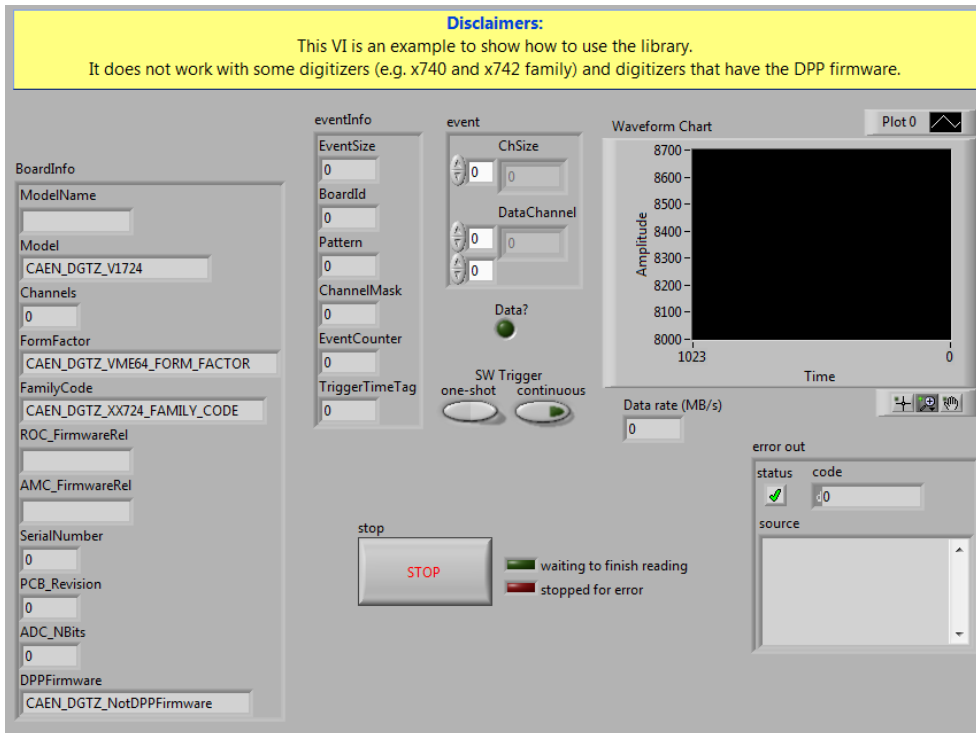 Disclaimers:
This VI is an example to show how to use the library.
It does not work with some digitizers (e.g. x740 and x742 family) and digitizers that have the DPP firmware.
BoardInfo
ModelName
Model
CAEN_DGTZ_V1724
Channels
0
FormFactor
CAEN_DGTZ_VME64_FORM_FACTOR
FamilyCode
CAEN_DGTZ_XX724_FAMILY_CODE
ROC_FirmwareRel
AMC_FirmwareRel
SerialNumber
0
PCB_Revision
0
ADC_NBits
0
DPPFirmware
CAEN_DGTZ_NotDPPFirmware
eventInfo
EventSize
0
BoardId
0
Pattern
0
ChannelMask
0
EventCounter
0
TriggerTimeTag
0
event
ChSize
0 0
DataChannel
0 0
0
Data?
SW Trigger
one-shot continuous
stop
STOP
waiting to finish reading
stopped for error
Waveform Chart
Plot 0
8700
8600
8500
8400
8300
8200
8100
8000
Amplitude
1023 0
Time
Data rate (MB/s)
0
error out
status code
d0
source